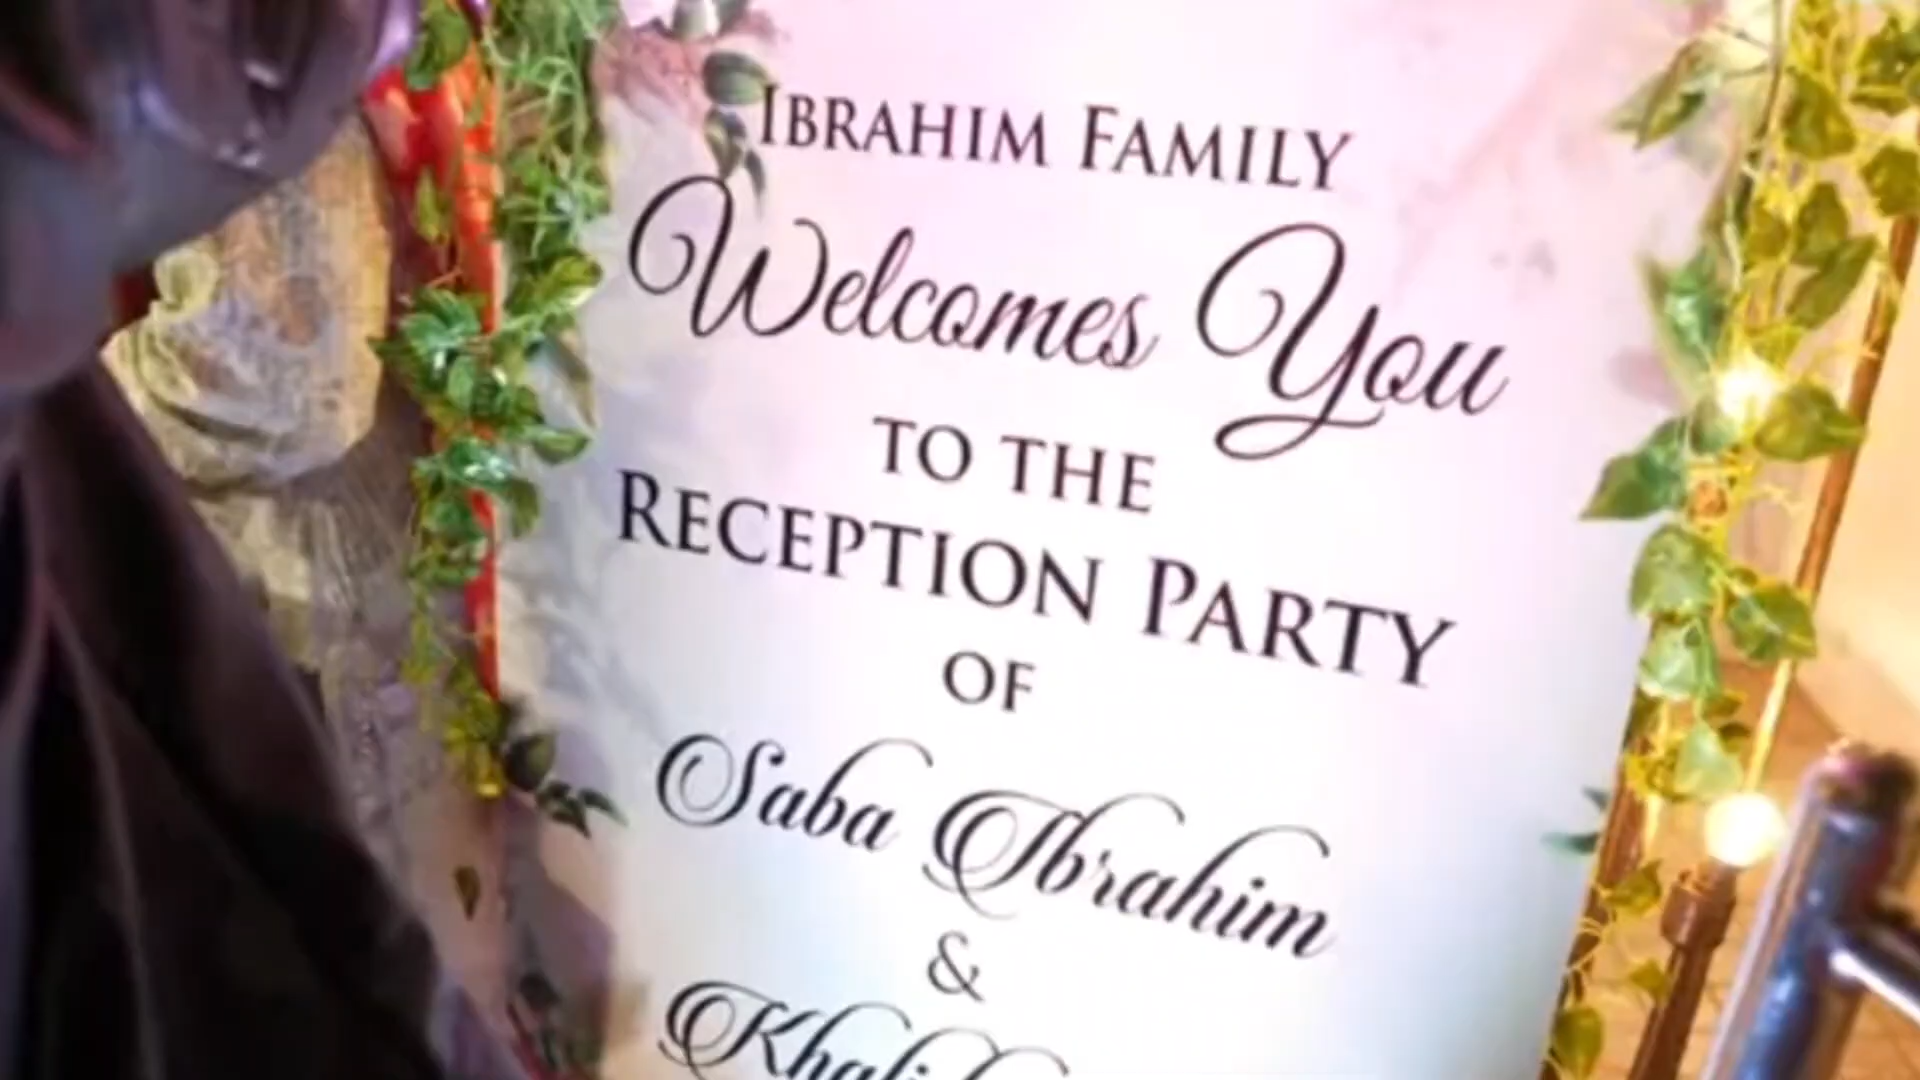 IBRAHIM FAMILY
Welcomes You
TO THE
RECEPTION PARTY
OF
Saba Ibrahim
&